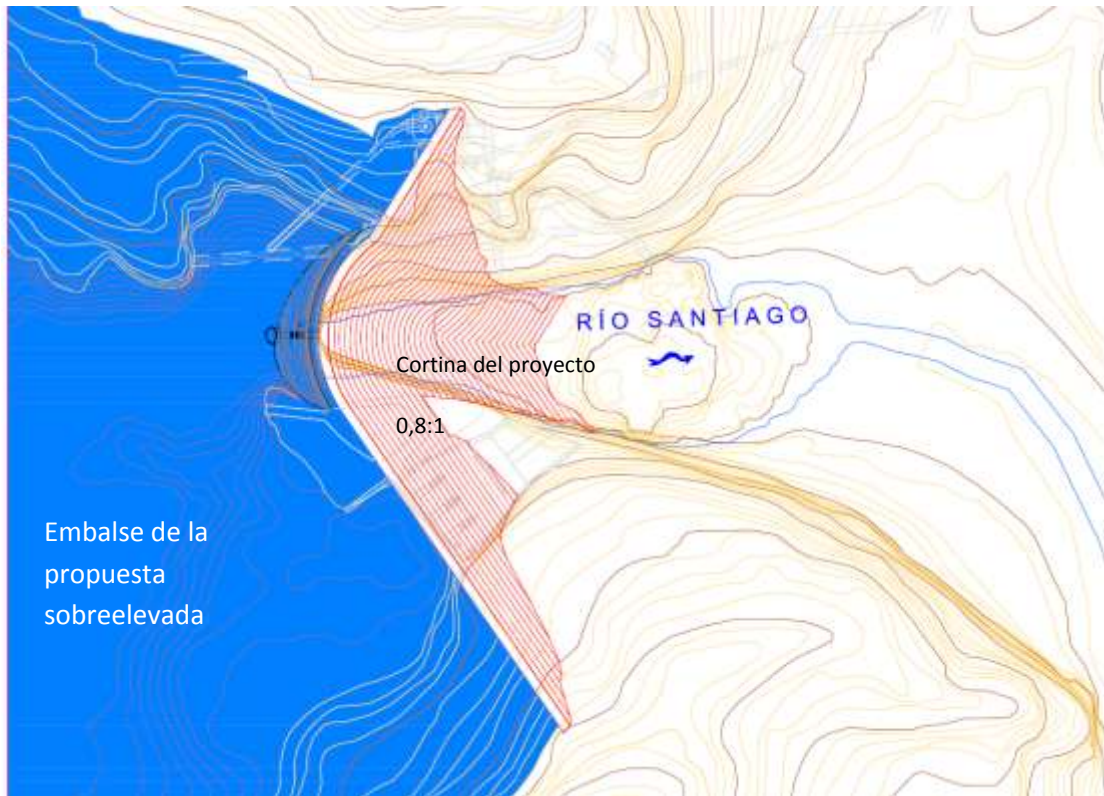 RÍO SANTIAGO
Cortina del proyecto
0,8:1
Embalse de la
propuesta
sobreelevada